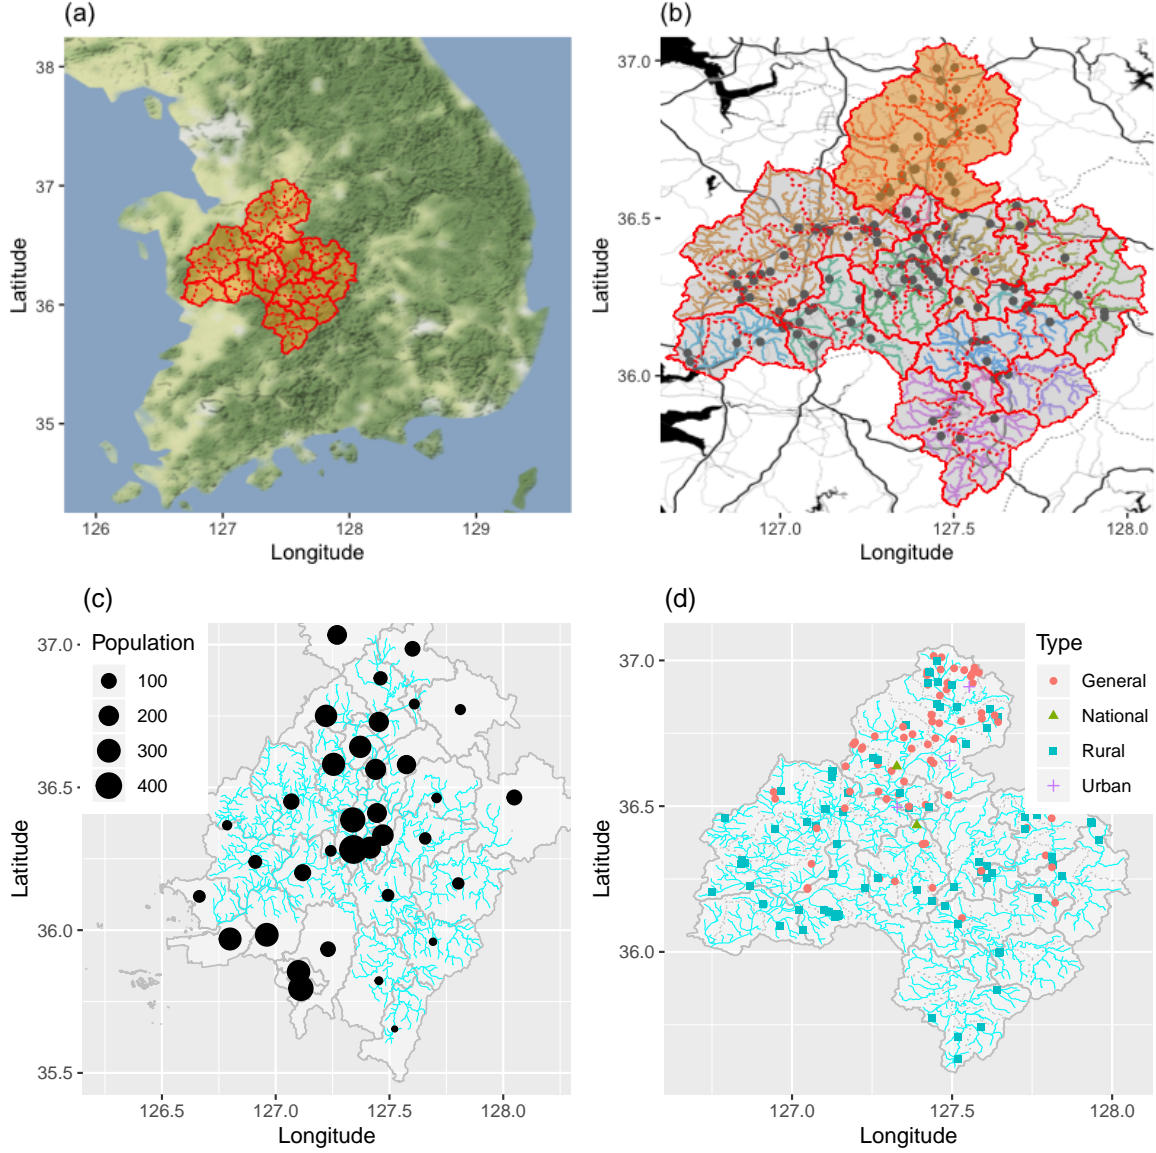 (a)
38
37
36
35
Latitude
126
127
128
129
Longitude
(b)
37.0
36.5
36.0
Latitude
127.0
127.5
128.0
Longitude
(c)
Population
100
200
300
400
37.0
36.5
36.0
35.5
Latitude
126.5
127.0
127.5
128.0
Longitude
(d)
Type
General
National
Rural
Urban
37.0
36.5
36.0
Latitude
127.0
127.5
128.0
Longitude